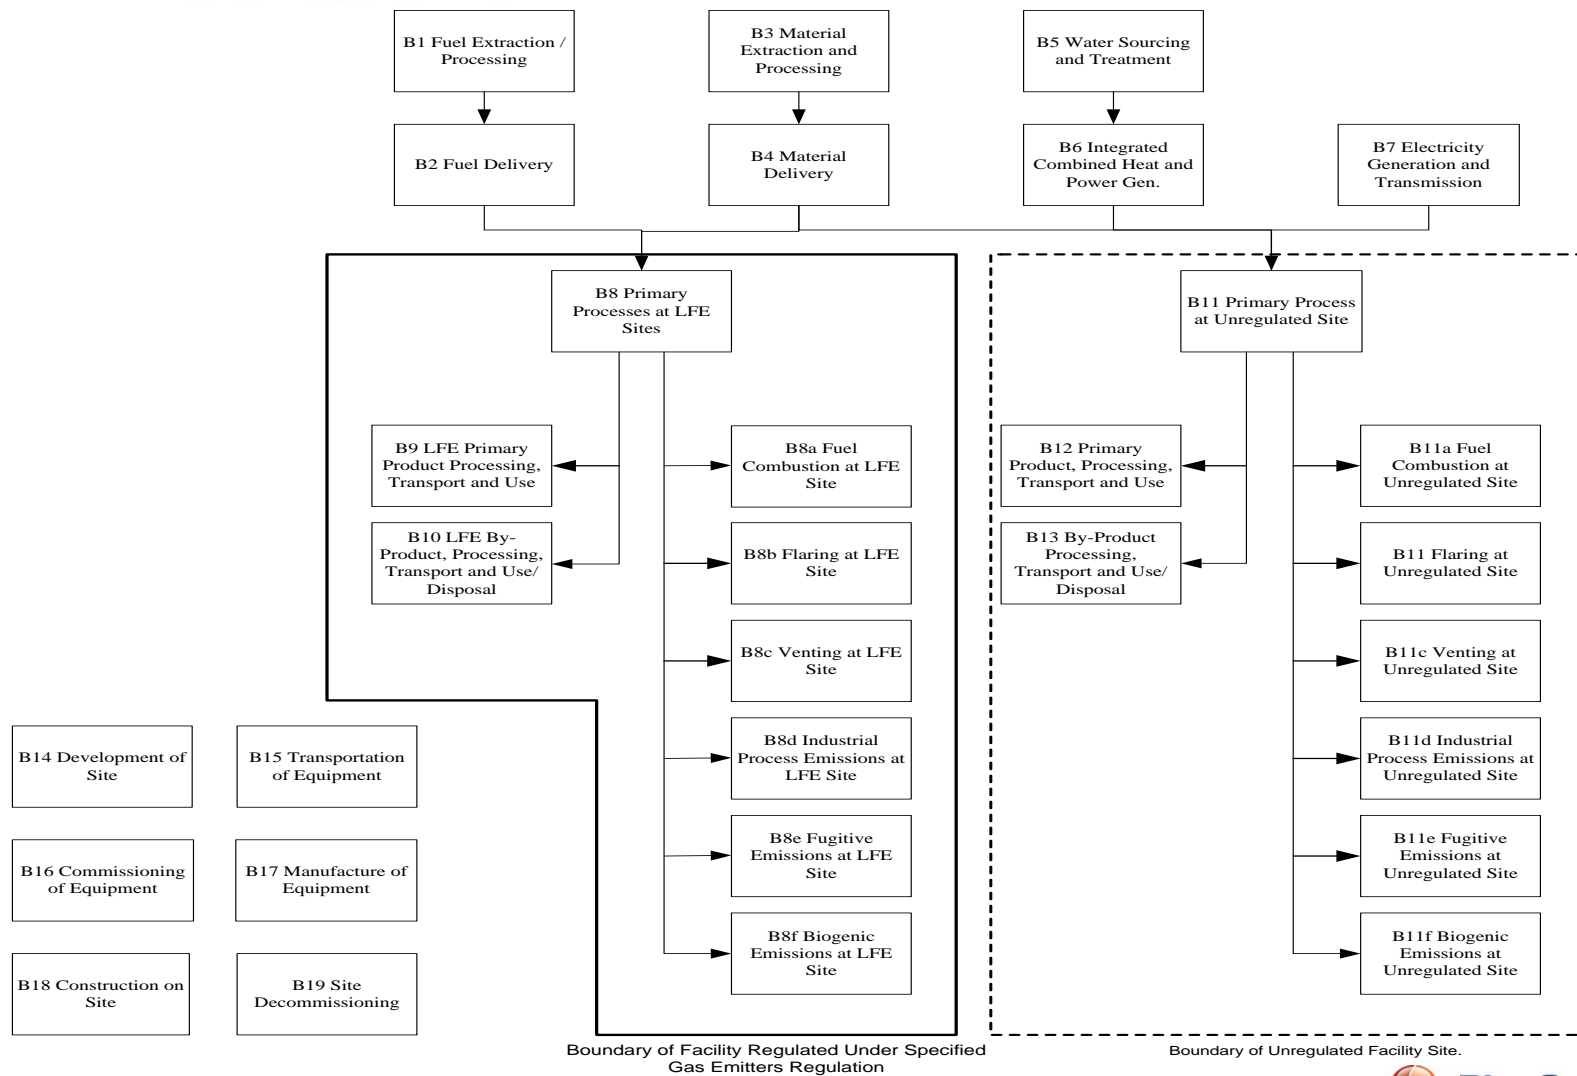 B1 Fuel Extraction /
Processing
B3 Material
Extraction and
Processing
B5 Water Sourcing
and Treatment
B2 Fuel Delivery
B4 Material
Delivery
B6 Integrated
Combined Heat and
Power Gen.
B7 Electricity
Generation and
Transmission
B8 Primary
Processes at LFE
Sites
B11 Primary Process
at Unregulated Site
B9 LFE Primary
Product Processing,
Transport and Use
B8a Fuel
Combustion at LFE
Site
B12 Primary
Product, Processing,
Transport and Use
B11a Fuel
Combustion at
Unregulated Site
B10 LFE By-
Product, Processing,
Transport and Use/
Disposal
B8b Flaring at LFE
Site
B13 By-Product
Processing,
Transport and Use/
Disposal
B11 Flaring at
Unregulated Site
B8c Venting at LFE
Site
B11c Venting at
Unregulated Site
B14 Development of
Site
B15 Transportation
of Equipment
B8d Industrial
Process Emissions at
LFE Site
B11d Industrial
Process Emissions at
Unregulated Site
B16 Commissioning
of Equipment
B17 Manufacture of
Equipment
B8e Fugitive
Emissions at LFE
Site
B11e Fugitive
Emissions at
Unregulated Site
B18 Construction on
Site
B19 Site
Decommissioning
B8f Biogenic
Emissions at LFE
Site
B11f Biogenic
Emissions at
Unregulated Site
Boundary of Facility Regulated Under Specified
Gas Emitters Regulation
Boundary of Unregulated Facility Site.